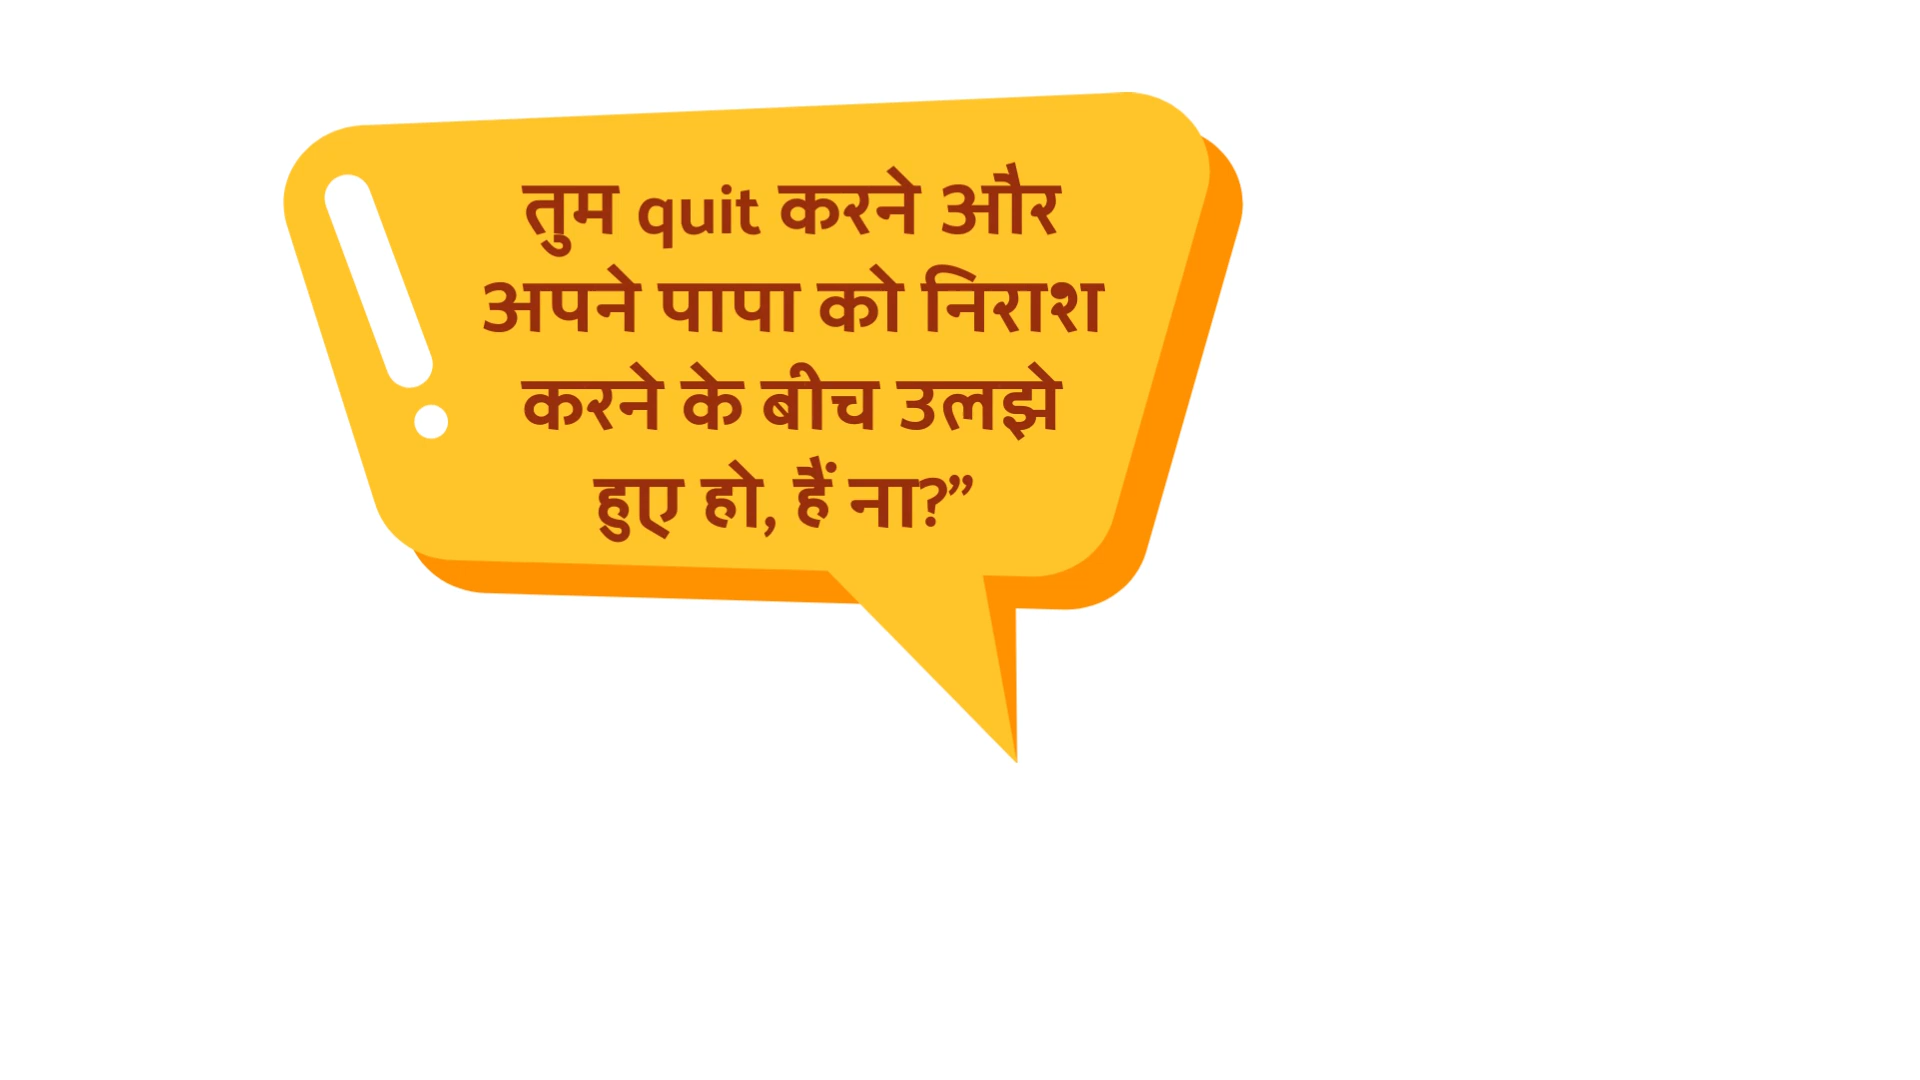 तुम quit करने और
अपने पापा को निराश
करने के बीच उलझे
हुए हो, हैं ना?”